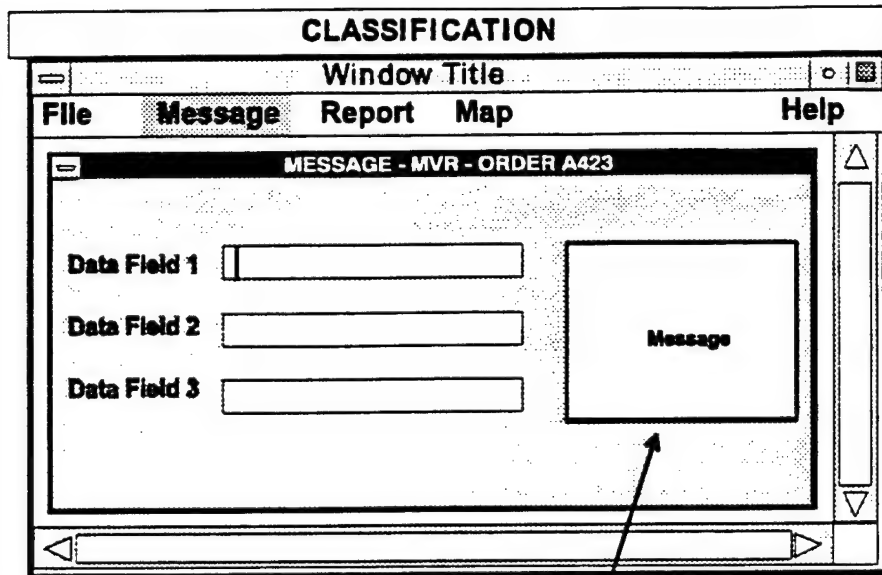 CLASSIFICATION
Window Title
File Message Report Map Help
MESSAGE - MVR - ORDER A423
Data Field 1
Data Field 2
Message
Data Field 3